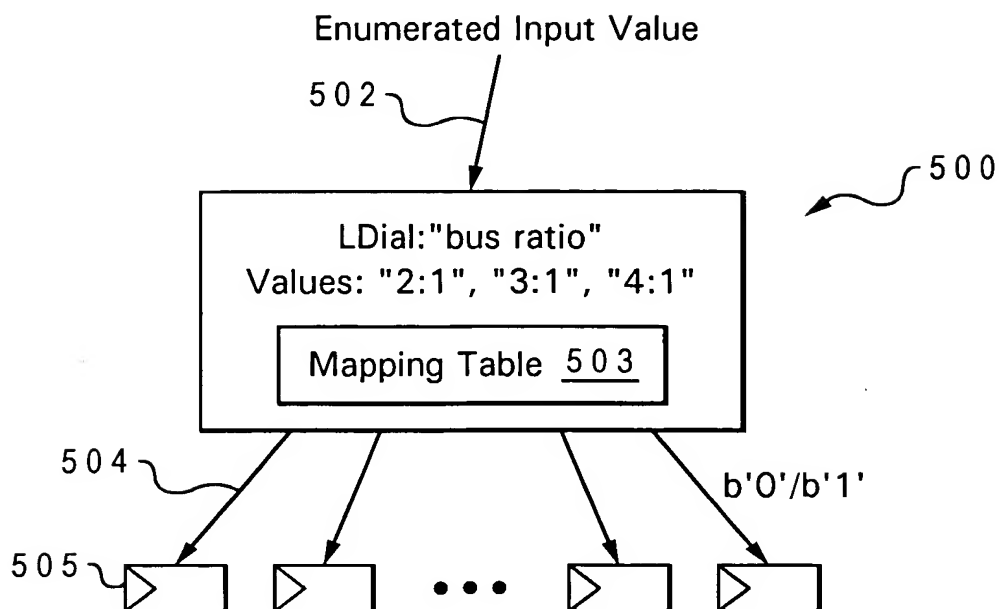 Enumerated Input Value
502
500
LDial:"bus ratio"
Values: "2:1", "3:1", "4:1"
Mapping Table 503
504
b'0'/b'1'
505